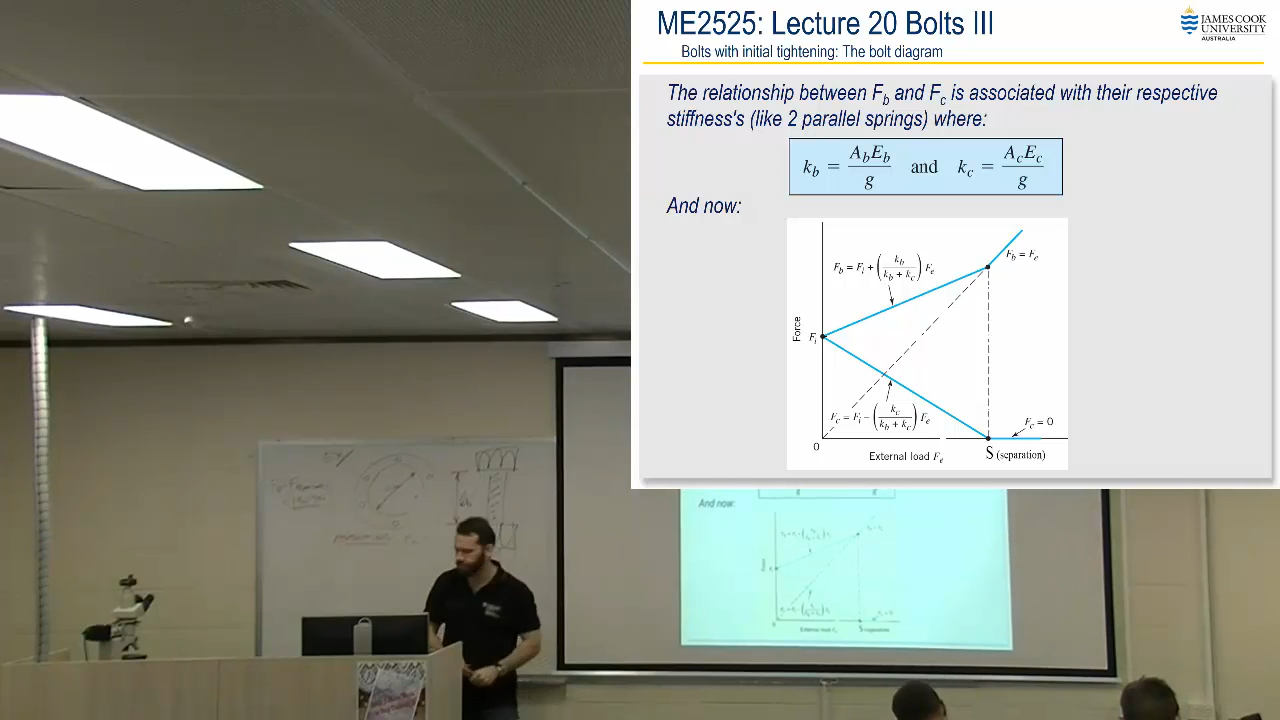 ME2525: Lecture 20 Bolts III
Bolts with initial tightening: The bolt diagram
JAMES COOK
UNIVERSITY
AUSTRALIA
The relationship between F_b and F_c is associated with their respective
stiffness's (like 2 parallel springs) where:
k_b = A_bE_b/g and k_c = A_cE_c/g
And now:
F_b = F_i + (k_b/(k_b + k_c)) F_e
F_b = F_e
Force
F_i
F_c = F_i − (k_c/(k_b + k_c)) F_e
F_c = 0
0
External load F_e
S (separation)
And now: